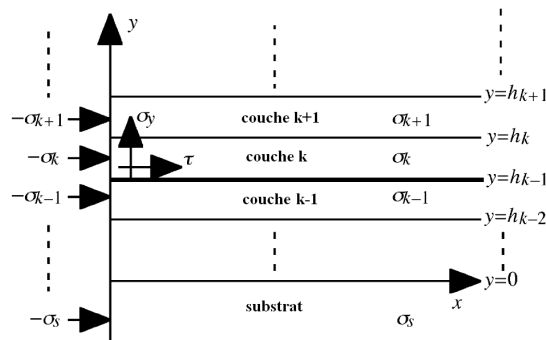 y
y=hk+1
−σk+1 σy couche k+1 σk+1
y=hk
−σk τ couche k σk
y=hk−1
−σk−1 couche k-1 σk−1
y=hk−2
y=0
x
−σs substrat σs